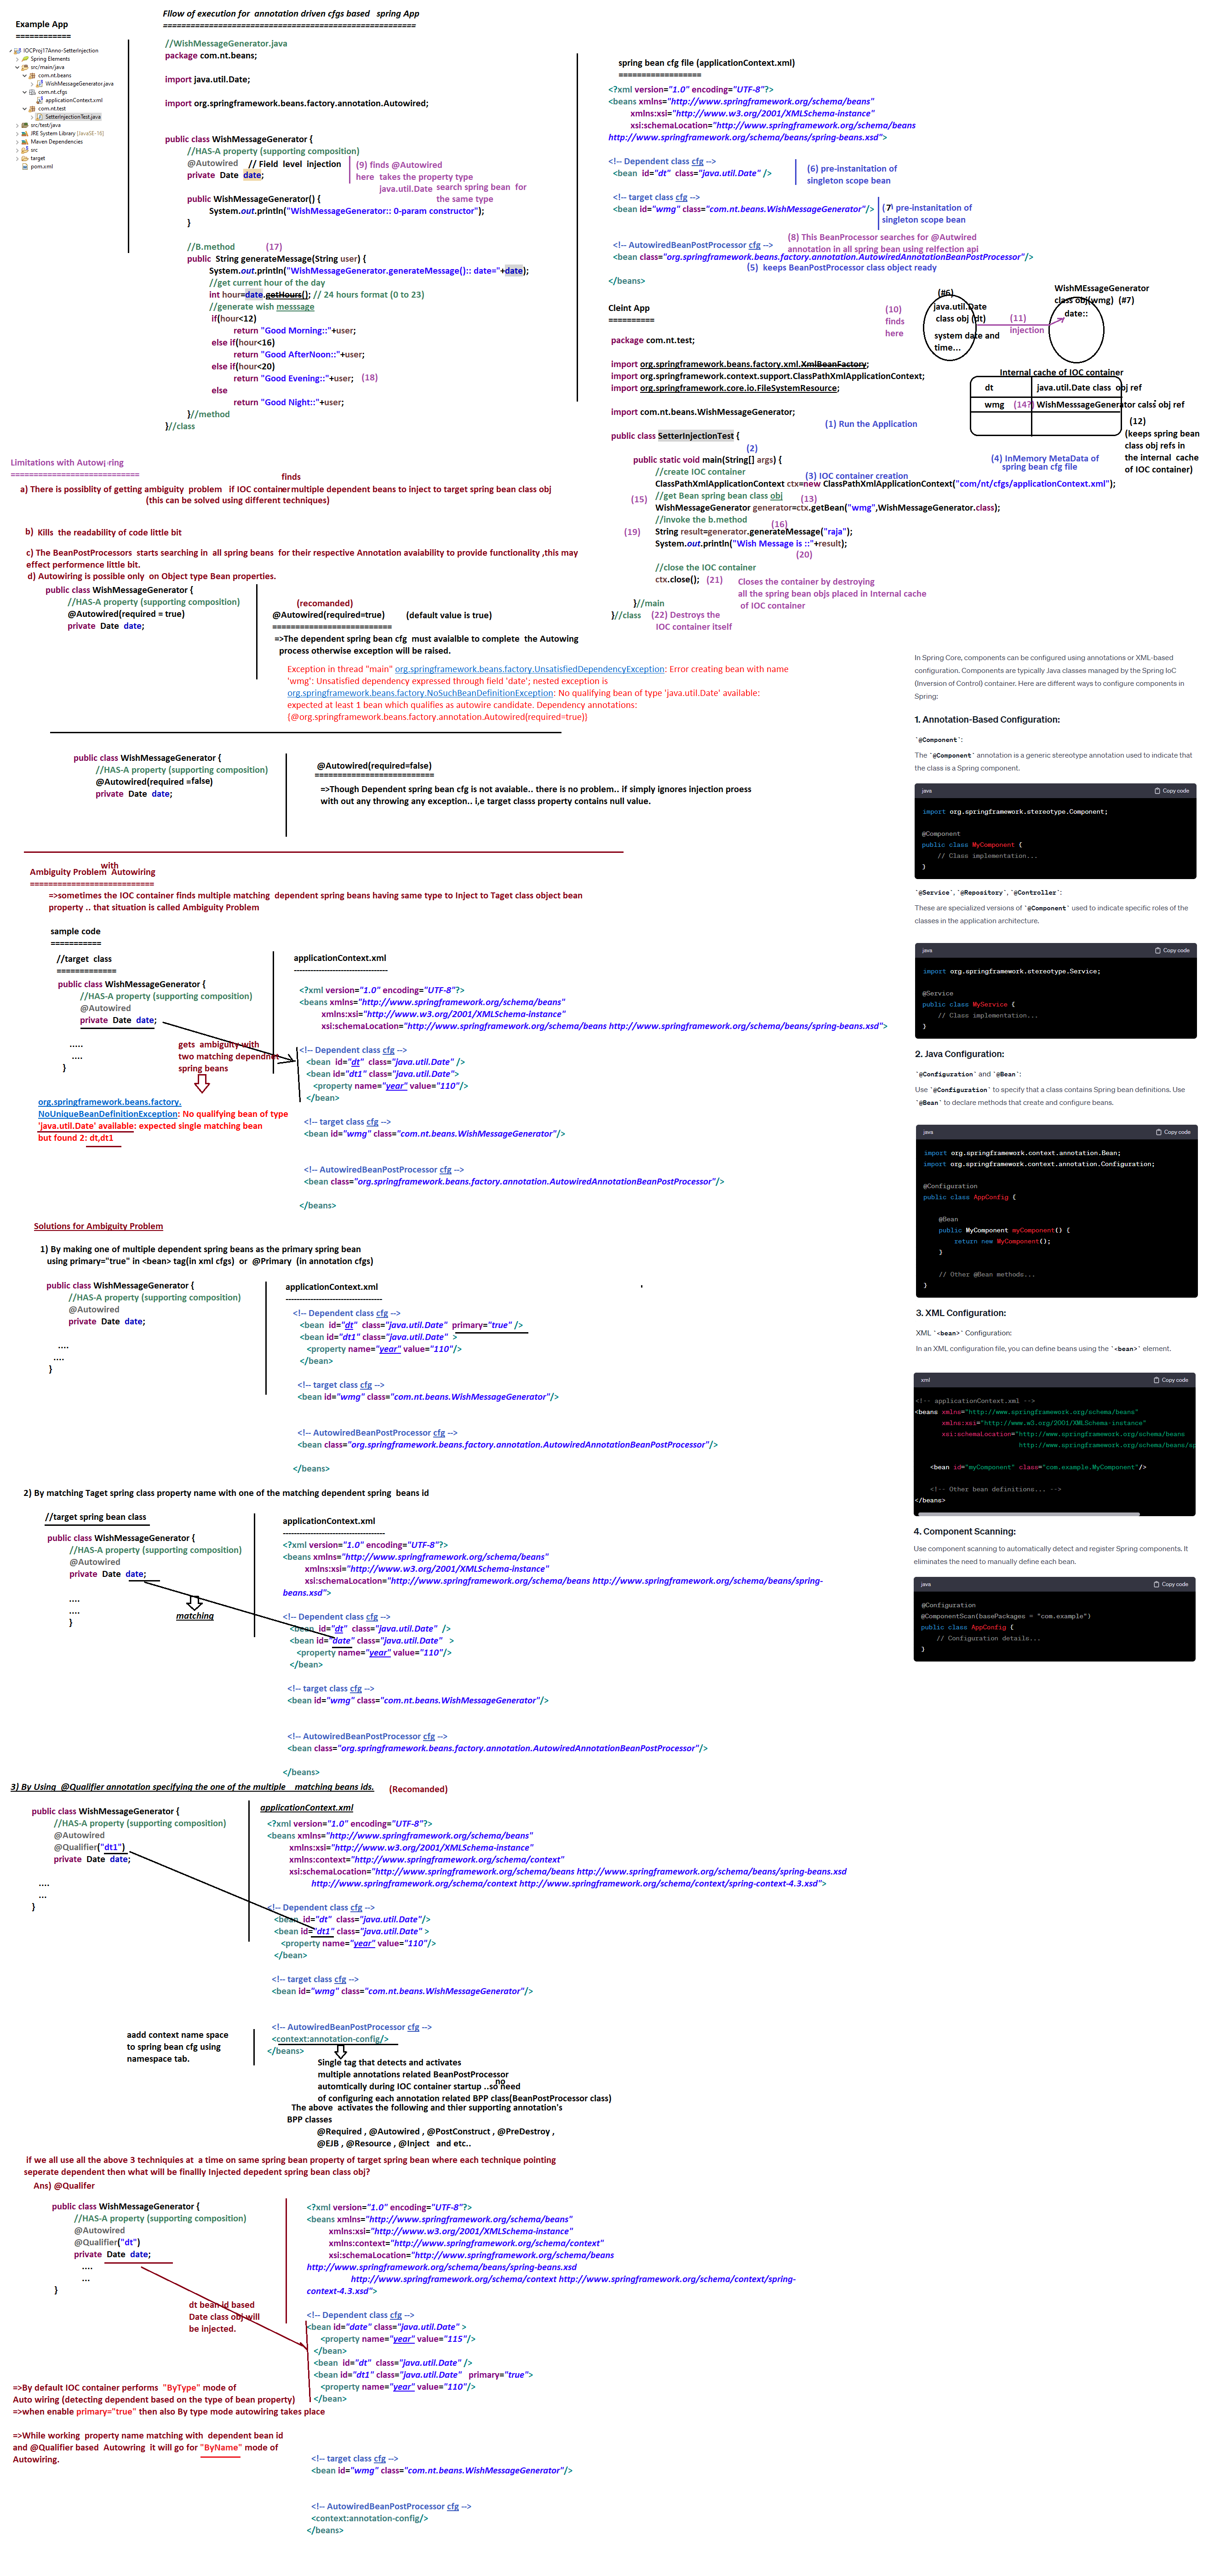 Fllow of execution for annotation driven cfgs based spring App
=====================================================
Example App
============
IOCProj17Anno-SetterInjection
Spring Elements
src/main/java
com.nt.beans
WishMessageGenerator.java
com.nt.cfgs
applicationContext.xml
com.nt.test
SetterInjectionTest.java
src/test/java
JRE System Library [JavaSE-16]
Maven Dependencies
src
target
pom.xml
//WishMessageGenerator.java
package com.nt.beans;
import java.util.Date;
import org.springframework.beans.factory.annotation.Autowired;
public class WishMessageGenerator {
//HAS-A property (supporting composition)
@Autowired // Field level injection
private Date date;
(9) finds @Autowired
here takes the property type
java.util.Date search spring bean for
the same type
public WishMessageGenerator() {
System.out.println("WishMessageGenerator:: 0-param constructor");
}
//B.method (17)
public String generateMessage(String user) {
System.out.println("WishMessageGenerator.generateMessage():: date="+date);
//get current hour of the day
int hour=date.getHours(); // 24 hours format (0 to 23)
//generate wish messsage
if(hour<12)
return "Good Morning::"+user;
else if(hour<16)
return "Good AfterNoon::"+user;
else if(hour<20)
return "Good Evening::"+user; (18)
else
return "Good Night::"+user;
}//method
}//class
spring bean cfg file (applicationContext.xml)
==================
<?xml version="1.0" encoding="UTF-8"?>
<beans xmlns="http://www.springframework.org/schema/beans"
xmlns:xsi="http://www.w3.org/2001/XMLSchema-instance"
xsi:schemaLocation="http://www.springframework.org/schema/beans
http://www.springframework.org/schema/beans/spring-beans.xsd">
<!-- Dependent class cfg -->
<bean id="dt" class="java.util.Date" />
(6) pre-instanitation of
singleton scope bean
<!-- target class cfg -->
<bean id="wmg" class="com.nt.beans.WishMessageGenerator"/>
(7) pre-instanitation of
singleton scope bean
(8) This BeanProcessor searches for @Autwired
annotation in all spring bean using relfection api
<!-- AutowiredBeanPostProcessor cfg -->
<bean class="org.springframework.beans.factory.annotation.AutowiredAnnotationBeanPostProcessor"/>
(5) keeps BeanPostProcessor class object ready
</beans>
Cleint App
==========
package com.nt.test;
import org.springframework.beans.factory.xml.XmlBeanFactory;
import org.springframework.context.support.ClassPathXmlApplicationContext;
import org.springframework.core.io.FileSystemResource;
import com.nt.beans.WishMessageGenerator;
(1) Run the Application
public class SetterInjectionTest {
(2)
public static void main(String[] args) {
//create IOC container
(3) IOC container creation
(4) InMemory MetaData of
spring bean cfg file
ClassPathXmlApplicationContext ctx=new ClassPathXmlApplicationContext("com/nt/cfgs/applicationContext.xml");
(15) //get Bean spring bean class obj (13)
WishMessageGenerator generator=ctx.getBean("wmg",WishMessageGenerator.class);
//invoke the b.method (16)
(19) String result=generator.generateMessage("raja");
System.out.println("Wish Message is ::"+result);
(20)
//close the IOC container
ctx.close(); (21) Closes the container by destroying
all the spring bean objs placed in Internal cache
of IOC container
}//main
}//class (22) Destroys the
IOC container itself
(10)
finds
here
(#6)
java.util.Date
class obj (dt)
system date and
time...
(11)
injection
WishMEssageGenerator
class obj(wmg) (#7)
date::
Internal cache of IOC container
dt java.util.Date class obj ref
wmg (14?) WishMesssageGenerator calss obj ref
(12)
(keeps spring bean
class obj refs in
the internal cache
of IOC container)
Limitations with Autowiring
============================
a) There is possiblity of getting ambiguity problem if IOC container finds multiple dependent beans to inject to target spring bean class obj
(this can be solved using different techniques)
b) Kills the readability of code little bit
c) The BeanPostProcessors starts searching in all spring beans for their respective Annotation avaiability to provide functionality ,this may
effect performence little bit.
d) Autowiring is possible only on Object type Bean properties.
public class WishMessageGenerator {
//HAS-A property (supporting composition)
@Autowired(required = true)
private Date date;
(recomanded)
@Autowired(required=true) (default value is true)
==========================
=>The dependent spring bean cfg must avaialble to complete the Autowing
process otherwise exception will be raised.
Exception in thread "main" org.springframework.beans.factory.UnsatisfiedDependencyException: Error creating bean with name
'wmg': Unsatisfied dependency expressed through field 'date'; nested exception is
org.springframework.beans.factory.NoSuchBeanDefinitionException: No qualifying bean of type 'java.util.Date' available:
expected at least 1 bean which qualifies as autowire candidate. Dependency annotations:
{@org.springframework.beans.factory.annotation.Autowired(required=true)}
public class WishMessageGenerator {
//HAS-A property (supporting composition)
@Autowired(required =false)
private Date date;
@Autowired(required=false)
==========================
=>Though Dependent spring bean cfg is not avaiable.. there is no problem.. if simply ignores injection proess
with out any throwing any exception.. i,e target classs property contains null value.
Ambiguity Problem with Autowiring
===========================
=>sometimes the IOC container finds multiple matching dependent spring beans having same type to Inject to Taget class object bean
property .. that situation is called Ambiguity Problem
sample code
===========
//target class
=============
public class WishMessageGenerator {
//HAS-A property (supporting composition)
@Autowired
private Date date;
.....
....
}
gets ambiguity with
two matching dependnet
spring beans
org.springframework.beans.factory.
NoUniqueBeanDefinitionException: No qualifying bean of type
'java.util.Date' available: expected single matching bean
but found 2: dt,dt1
applicationContext.xml
----------------------------------
<?xml version="1.0" encoding="UTF-8"?>
<beans xmlns="http://www.springframework.org/schema/beans"
xmlns:xsi="http://www.w3.org/2001/XMLSchema-instance"
xsi:schemaLocation="http://www.springframework.org/schema/beans http://www.springframework.org/schema/beans/spring-beans.xsd">
<!-- Dependent class cfg -->
<bean id="dt" class="java.util.Date" />
<bean id="dt1" class="java.util.Date">
<property name="year" value="110"/>
</bean>
<!-- target class cfg -->
<bean id="wmg" class="com.nt.beans.WishMessageGenerator"/>
<!-- AutowiredBeanPostProcessor cfg -->
<bean class="org.springframework.beans.factory.annotation.AutowiredAnnotationBeanPostProcessor"/>
</beans>
Solutions for Ambiguity Problem
1) By making one of multiple dependent spring beans as the primary spring bean
using primary="true" in <bean> tag(in xml cfgs) or @Primary (in annotation cfgs)
public class WishMessageGenerator {
//HAS-A property (supporting composition)
@Autowired
private Date date;
....
....
}
applicationContext.xml
-----------------------------------
<!-- Dependent class cfg -->
<bean id="dt" class="java.util.Date" primary="true" />
<bean id="dt1" class="java.util.Date" >
<property name="year" value="110"/>
</bean>
<!-- target class cfg -->
<bean id="wmg" class="com.nt.beans.WishMessageGenerator"/>
<!-- AutowiredBeanPostProcessor cfg -->
<bean class="org.springframework.beans.factory.annotation.AutowiredAnnotationBeanPostProcessor"/>
</beans>
2) By matching Taget spring class property name with one of the matching dependent spring beans id
//target spring bean class
public class WishMessageGenerator {
//HAS-A property (supporting composition)
@Autowired
private Date date;
....
....
}
matching
applicationContext.xml
-------------------------------------
<?xml version="1.0" encoding="UTF-8"?>
<beans xmlns="http://www.springframework.org/schema/beans"
xmlns:xsi="http://www.w3.org/2001/XMLSchema-instance"
xsi:schemaLocation="http://www.springframework.org/schema/beans http://www.springframework.org/schema/beans/spring-
beans.xsd">
<!-- Dependent class cfg -->
<bean id="dt" class="java.util.Date" />
<bean id="date" class="java.util.Date" >
<property name="year" value="110"/>
</bean>
<!-- target class cfg -->
<bean id="wmg" class="com.nt.beans.WishMessageGenerator"/>
<!-- AutowiredBeanPostProcessor cfg -->
<bean class="org.springframework.beans.factory.annotation.AutowiredAnnotationBeanPostProcessor"/>
</beans>
3) By Using @Qualifier annotation specifying the one of the multiple matching beans ids. (Recomanded)
public class WishMessageGenerator {
//HAS-A property (supporting composition)
@Autowired
@Qualifier("dt1")
private Date date;
....
...
}
applicationContext.xml
<?xml version="1.0" encoding="UTF-8"?>
<beans xmlns="http://www.springframework.org/schema/beans"
xmlns:xsi="http://www.w3.org/2001/XMLSchema-instance"
xmlns:context="http://www.springframework.org/schema/context"
xsi:schemaLocation="http://www.springframework.org/schema/beans http://www.springframework.org/schema/beans/spring-beans.xsd
http://www.springframework.org/schema/context http://www.springframework.org/schema/context/spring-context-4.3.xsd">
<!-- Dependent class cfg -->
<bean id="dt" class="java.util.Date"/>
<bean id="dt1" class="java.util.Date" >
<property name="year" value="110"/>
</bean>
<!-- target class cfg -->
<bean id="wmg" class="com.nt.beans.WishMessageGenerator"/>
<!-- AutowiredBeanPostProcessor cfg -->
<context:annotation-config/>
</beans>
aadd context name space
to spring bean cfg using
namespace tab.
Single tag that detects and activates
multiple annotations related BeanPostProcessor
automtically during IOC container startup ..so no need
of configuring each annotation related BPP class(BeanPostProcessor class)
The above activates the following and thier supporting annotation's
BPP classes
@Required , @Autowired , @PostConstruct , @PreDestroy ,
@EJB , @Resource , @Inject and etc..
if we all use all the above 3 techniquies at a time on same spring bean property of target spring bean where each technique pointing
seperate dependent then what will be finallly Injected depedent spring bean class obj?
Ans) @Qualifer
public class WishMessageGenerator {
//HAS-A property (supporting composition)
@Autowired
@Qualifier("dt")
private Date date;
....
...
}
dt bean id based
Date class obj will
be injected.
<?xml version="1.0" encoding="UTF-8"?>
<beans xmlns="http://www.springframework.org/schema/beans"
xmlns:xsi="http://www.w3.org/2001/XMLSchema-instance"
xmlns:context="http://www.springframework.org/schema/context"
xsi:schemaLocation="http://www.springframework.org/schema/beans
http://www.springframework.org/schema/beans/spring-beans.xsd
http://www.springframework.org/schema/context http://www.springframework.org/schema/context/spring-
context-4.3.xsd">
<!-- Dependent class cfg -->
<bean id="date" class="java.util.Date" >
<property name="year" value="115"/>
</bean>
<bean id="dt" class="java.util.Date" />
<bean id="dt1" class="java.util.Date" primary="true">
<property name="year" value="110"/>
</bean>
<!-- target class cfg -->
<bean id="wmg" class="com.nt.beans.WishMessageGenerator"/>
<!-- AutowiredBeanPostProcessor cfg -->
<context:annotation-config/>
</beans>
=>By default IOC container performs "ByType" mode of
Auto wiring (detecting dependent based on the type of bean property)
=>when enable primary="true" then also By type mode autowiring takes place
=>While working property name matching with dependent bean id
and @Qualifier based Autowring it will go for "ByName" mode of
Autowiring.
In Spring Core, components can be configured using annotations or XML-based
configuration. Components are typically Java classes managed by the Spring IoC
(Inversion of Control) container. Here are different ways to configure components in
Spring:
1. Annotation-Based Configuration:
`@Component`:
The `@Component` annotation is a generic stereotype annotation used to indicate that
the class is a Spring component.
java Copy code
import org.springframework.stereotype.Component;
@Component
public class MyComponent {
// Class implementation...
}
`@Service`, `@Repository`, `@Controller`:
These are specialized versions of `@Component` used to indicate specific roles of the
classes in the application architecture.
java Copy code
import org.springframework.stereotype.Service;
@Service
public class MyService {
// Class implementation...
}
2. Java Configuration:
`@Configuration` and `@Bean`:
Use `@Configuration` to specify that a class contains Spring bean definitions. Use
`@Bean` to declare methods that create and configure beans.
java Copy code
import org.springframework.context.annotation.Bean;
import org.springframework.context.annotation.Configuration;
@Configuration
public class AppConfig {
@Bean
public MyComponent myComponent() {
return new MyComponent();
}
// Other @Bean methods...
}
3. XML Configuration:
XML `<bean>` Configuration:
In an XML configuration file, you can define beans using the `<bean>` element.
xml Copy code
<!-- applicationContext.xml -->
<beans xmlns="http://www.springframework.org/schema/beans"
xmlns:xsi="http://www.w3.org/2001/XMLSchema-instance"
xsi:schemaLocation="http://www.springframework.org/schema/beans
http://www.springframework.org/schema/beans/sp
<bean id="myComponent" class="com.example.MyComponent"/>
<!-- Other bean definitions... -->
</beans>
4. Component Scanning:
Use component scanning to automatically detect and register Spring components. It
eliminates the need to manually define each bean.
java Copy code
@Configuration
@ComponentScan(basePackages = "com.example")
public class AppConfig {
// Configuration details...
}